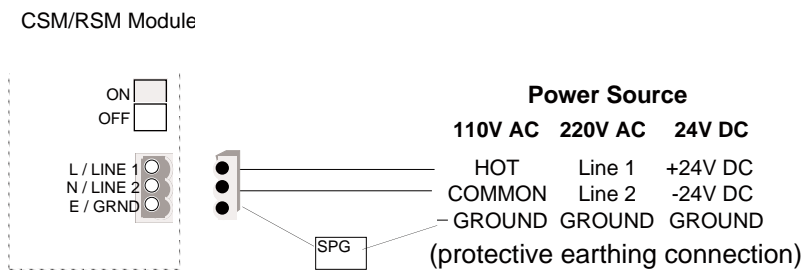 CSM/RSM Module
ON
OFF
L / LINE 1
N / LINE 2
E / GRND
SPG
Power Source
110V AC 220V AC 24V DC
HOT Line 1 +24V DC
COMMON Line 2 -24V DC
GROUND GROUND GROUND
(protective earthing connection)